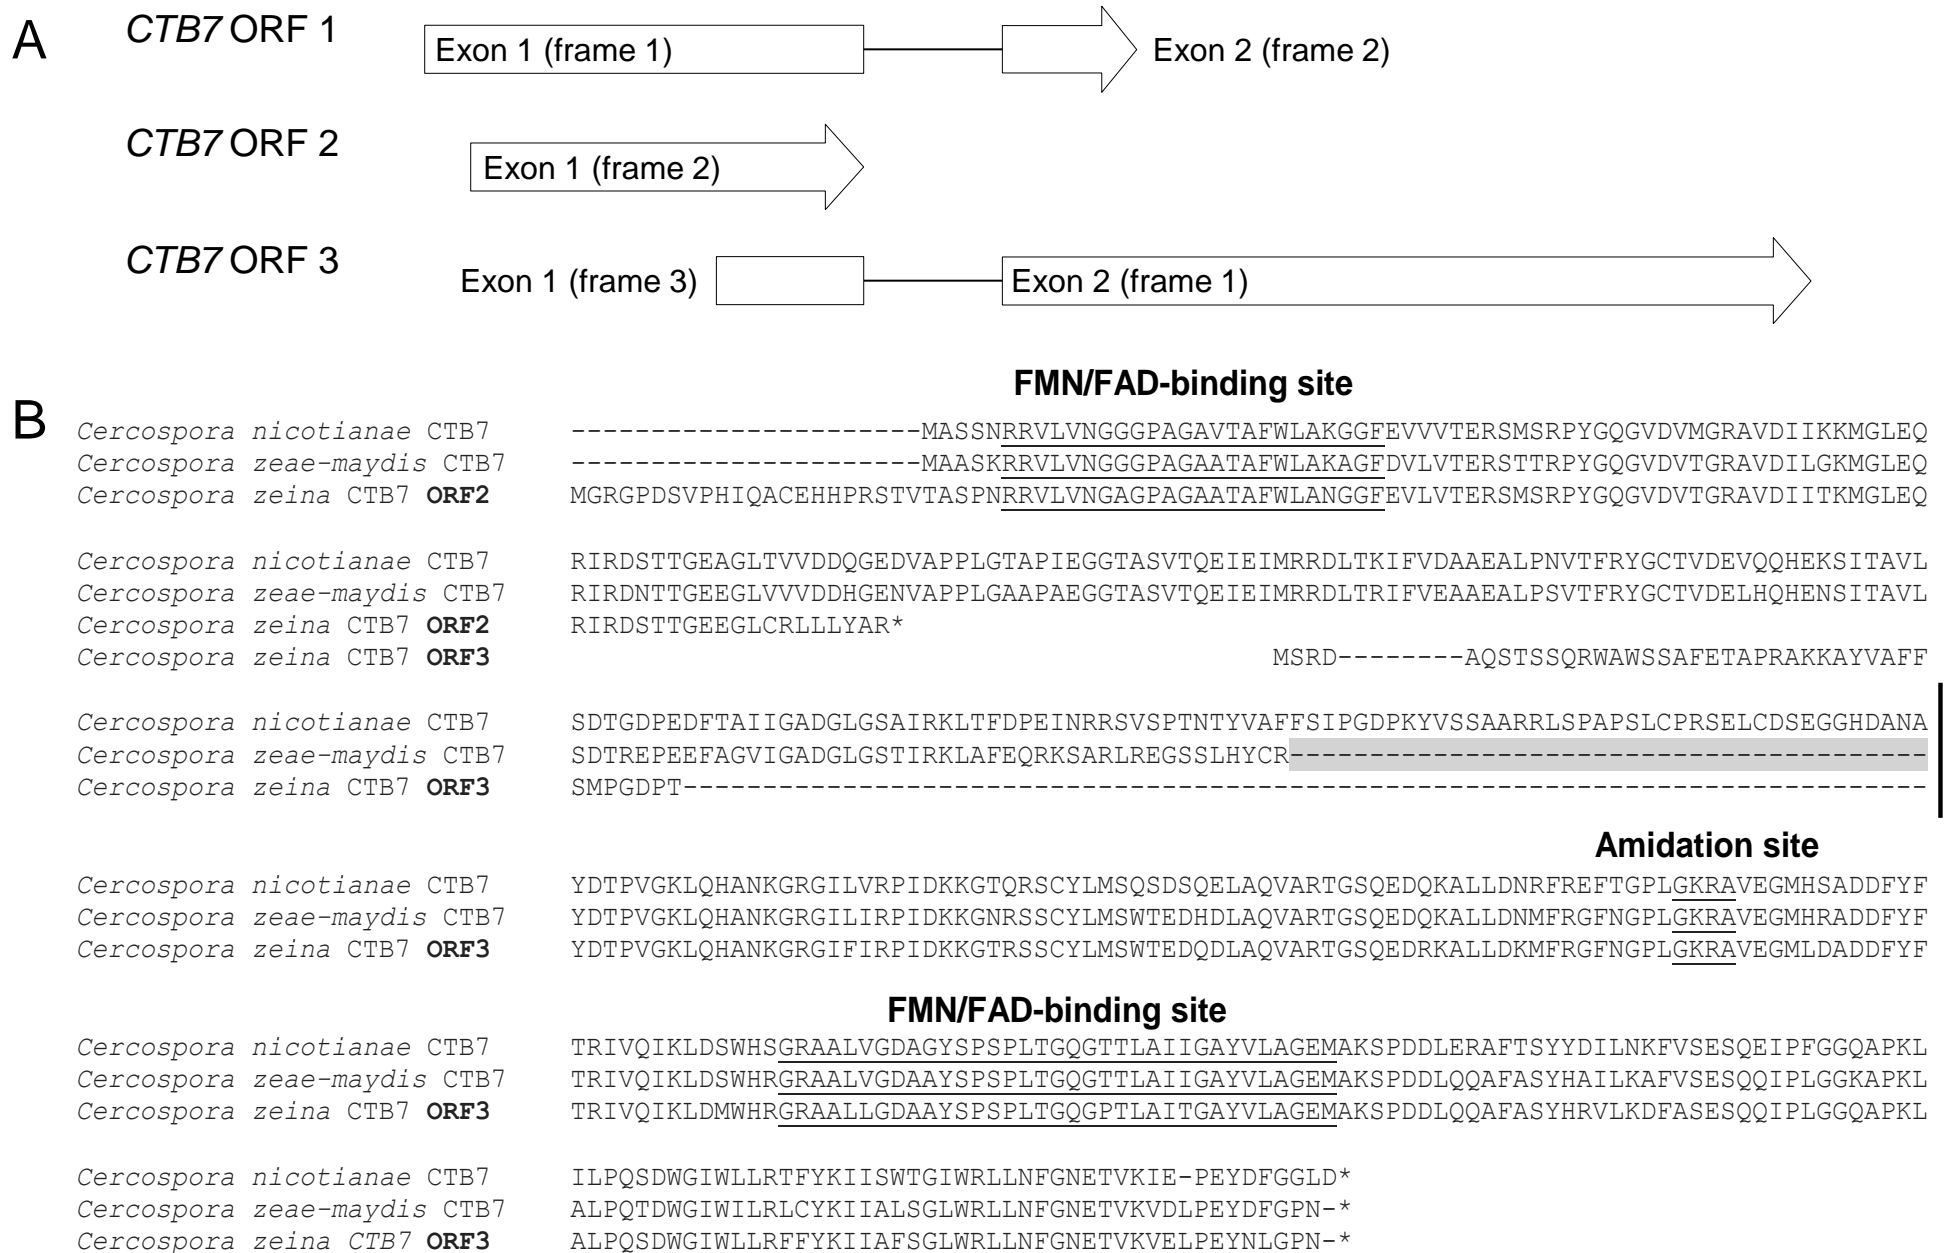 A
CTB7 ORF 1
Exon 1 (frame 1)
Exon 2 (frame 2)
CTB7 ORF 2
Exon 1 (frame 2)
CTB7 ORF 3
Exon 1 (frame 3)
Exon 2 (frame 1)
B
FMN/FAD-binding site
Cercospora nicotianae CTB7 ----------------------MASSNRRVLVNGGGPAGAVTAFWLAKGGFEVVVTERSMSRPYGQGVDVMGRAVDIIKKMGLEQ
Cercospora zeae-maydis CTB7 ----------------------MAASKRRVLVNGGGPAGAATAFWLAKAGFDVLVTERSTTRPYGQGVDVTGRAVDILGKMGLEQ
Cercospora zeina CTB7 ORF2 MGRGPDSVPHIQACEHHPRSTVTASPNRRVLVNGAGPAGAATAFWLANGGFEVLVTERSMSRPYGQGVDVTGRAVDIITKMGLEQ
Cercospora nicotianae CTB7 RIRDSTTGEAGLTVVDDQGEDVAPPLGTAPIEGGTASVTQEIEIMRRDLTKIFVDAAEALPNVTFRYGCTVDEVQQHEKSITAVL
Cercospora zeae-maydis CTB7 RIRDNTTGEEGLVVVDDHGENVAPPLGAAPAEGGTASVTQEIEIMRRDLTRIFVEAAEALPSVTFRYGCTVDELHQHENSITAVL
Cercospora zeina CTB7 ORF2 RIRDSTTGEEGLCRLLLYAR*
Cercospora zeina CTB7 ORF3 MSRD--------AQSTSSQRWAWSSAFETAPRAKKAYVAFF
Cercospora nicotianae CTB7 SDTGDPEDFTAIIGADGLGSAIRKLTFDPEINRRSVSPTNTYVAFFSIPGDPKYVSSAARRLSPAPSLCPRSELCDSEGGHDANA
Cercospora zeae-maydis CTB7 SDTREPEEFAGVIGADGLGSTIRKLAFEQRKSARLREGSSLHYCR----------------------------------------
Cercospora zeina CTB7 ORF3 SMPGDPT------------------------------------------------------------------------------
Amidation site
Cercospora nicotianae CTB7 YDTPVGKLQHANKGRGILVRPIDKKGTQRSCYLMSQSDSQELAQVARTGSQEDQKALLDNRFREFTGPLGKRAVEGMHSADDFYF
Cercospora zeae-maydis CTB7 YDTPVGKLQHANKGRGILIRPIDKKGNRSSCYLMSWTEDHDLAQVARTGSQEDQKALLDNMFRGFNGPLGKRAVEGMHRADDFYF
Cercospora zeina CTB7 ORF3 YDTPVGKLQHANKGRGIFIRPIDKKGTRSSCYLMSWTEDQDLAQVARTGSQEDRKALLDKMFRGFNGPLGKRAVEGMLDADDFYF
FMN/FAD-binding site
Cercospora nicotianae CTB7 TRIVQIKLDSWHSGRAALVGDAGYSPSPLTGQGTTLAIIGAYVLAGEMAKSPDDLERAFTSYYDILNKFVSESQEIPFGGQAPKL
Cercospora zeae-maydis CTB7 TRIVQIKLDSWHRGRAALVGDAAYSPSPLTGQGTTLAIIGAYVLAGEMAKSPDDLQQAFASYHAILKAFVSESQQIPLGGKAPKL
Cercospora zeina CTB7 ORF3 TRIVQIKLDMWHRGRAALLGDAAYSPSPLTGQGPTLAITGAYVLAGEMAKSPDDLQQAFASYHRVLKDFASESQQIPLGGQAPKL
Cercospora nicotianae CTB7 ILPQSDWGIWLLRTFYKIISWTGIWRLLNFGNETVKIE-PEYDFGGLD*
Cercospora zeae-maydis CTB7 ALPQTDWGIWILRLCYKIIALSGLWRLLNFGNETVKVDLPEYDFGPN-*
Cercospora zeina CTB7 ORF3 ALPQSDWGIWLLRFFYKIIAFSGLWRLLNFGNETVKVELPEYNLGPN-*